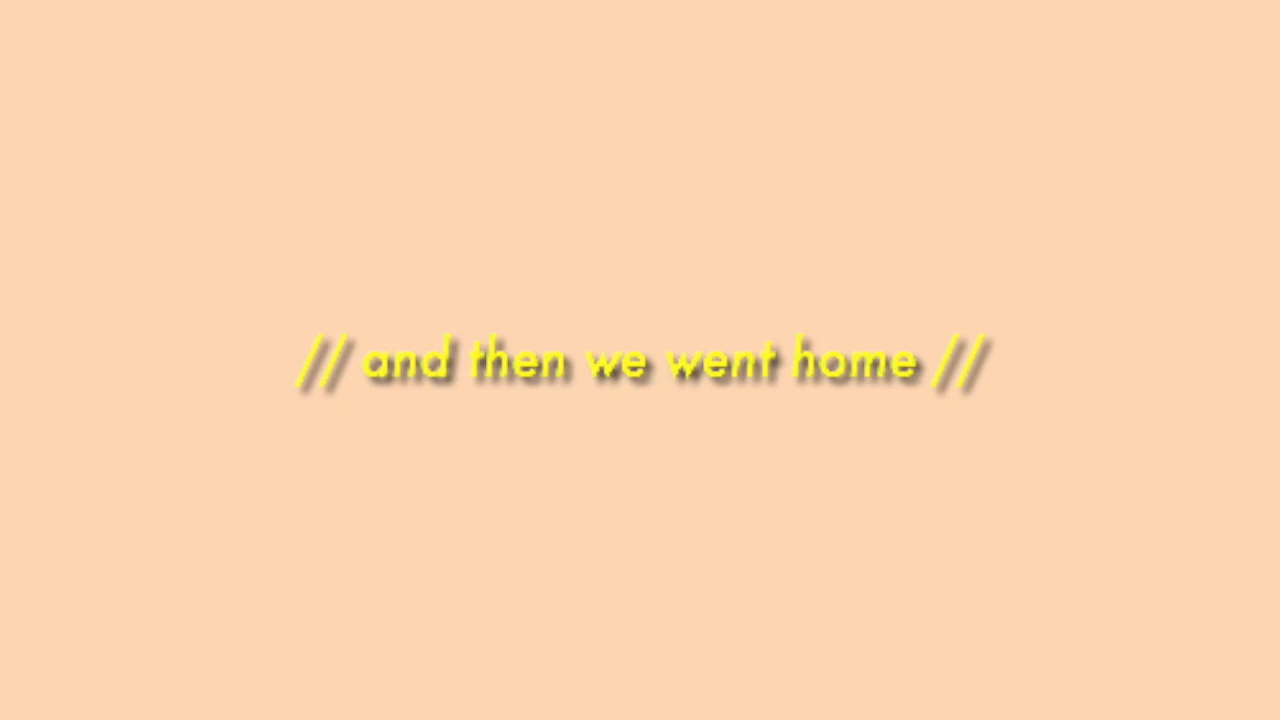 // and then we went home //